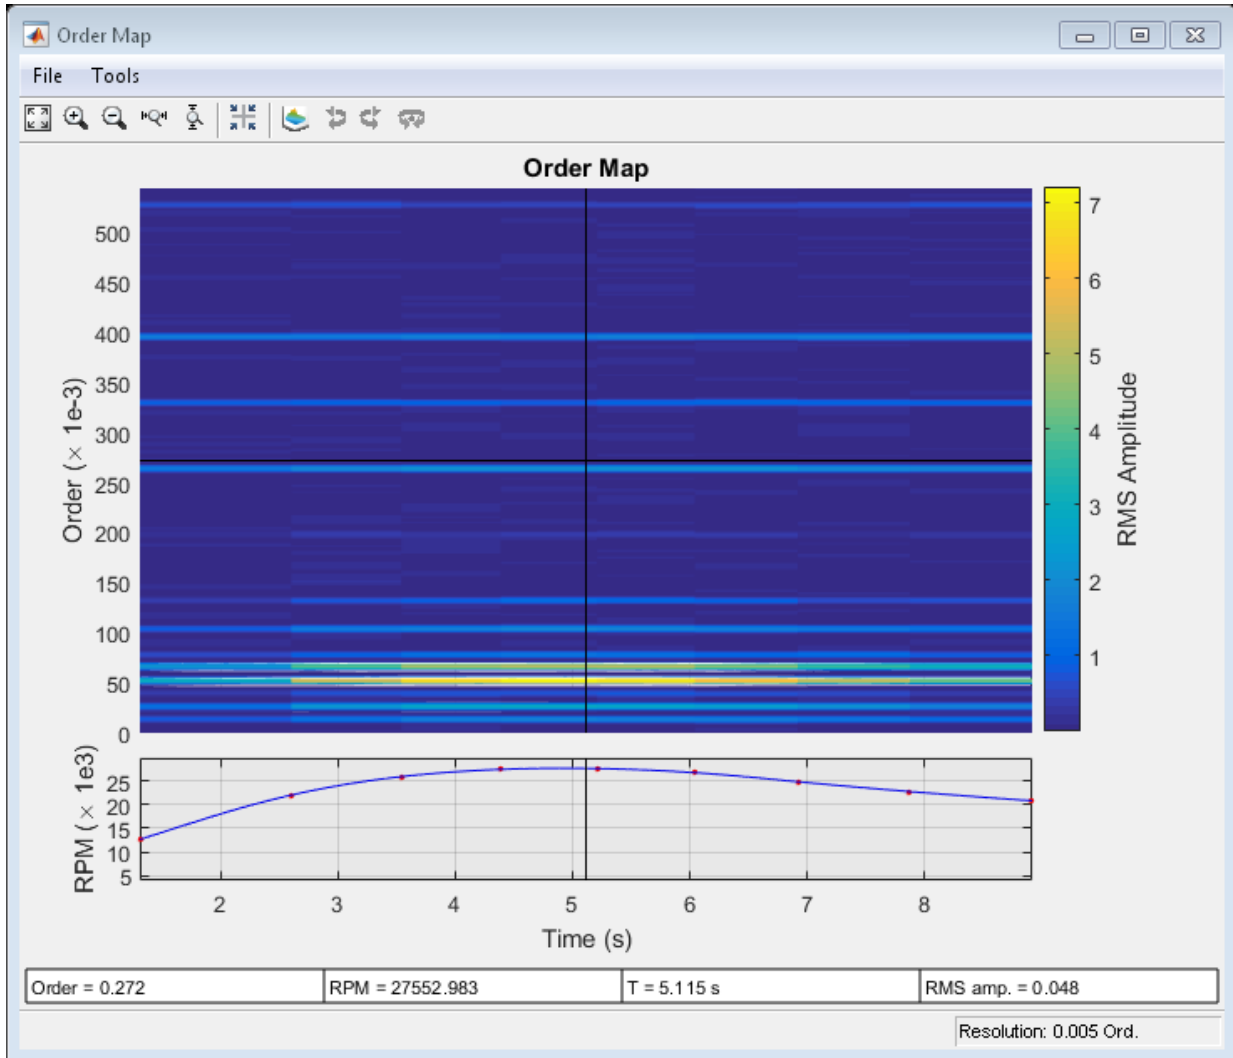 Order Map
File Tools
Order Map
Order (× 1e-3)
500
450
400
350
300
250
200
150
100
50
0
7
6
5
4
3
2
1
RMS Amplitude
RPM (× 1e3)
25
20
15
10
5
2 3 4 5 6 7 8
Time (s)
Order = 0.272 RPM = 27552.983 T = 5.115 s RMS amp. = 0.048
Resolution: 0.005 Ord.